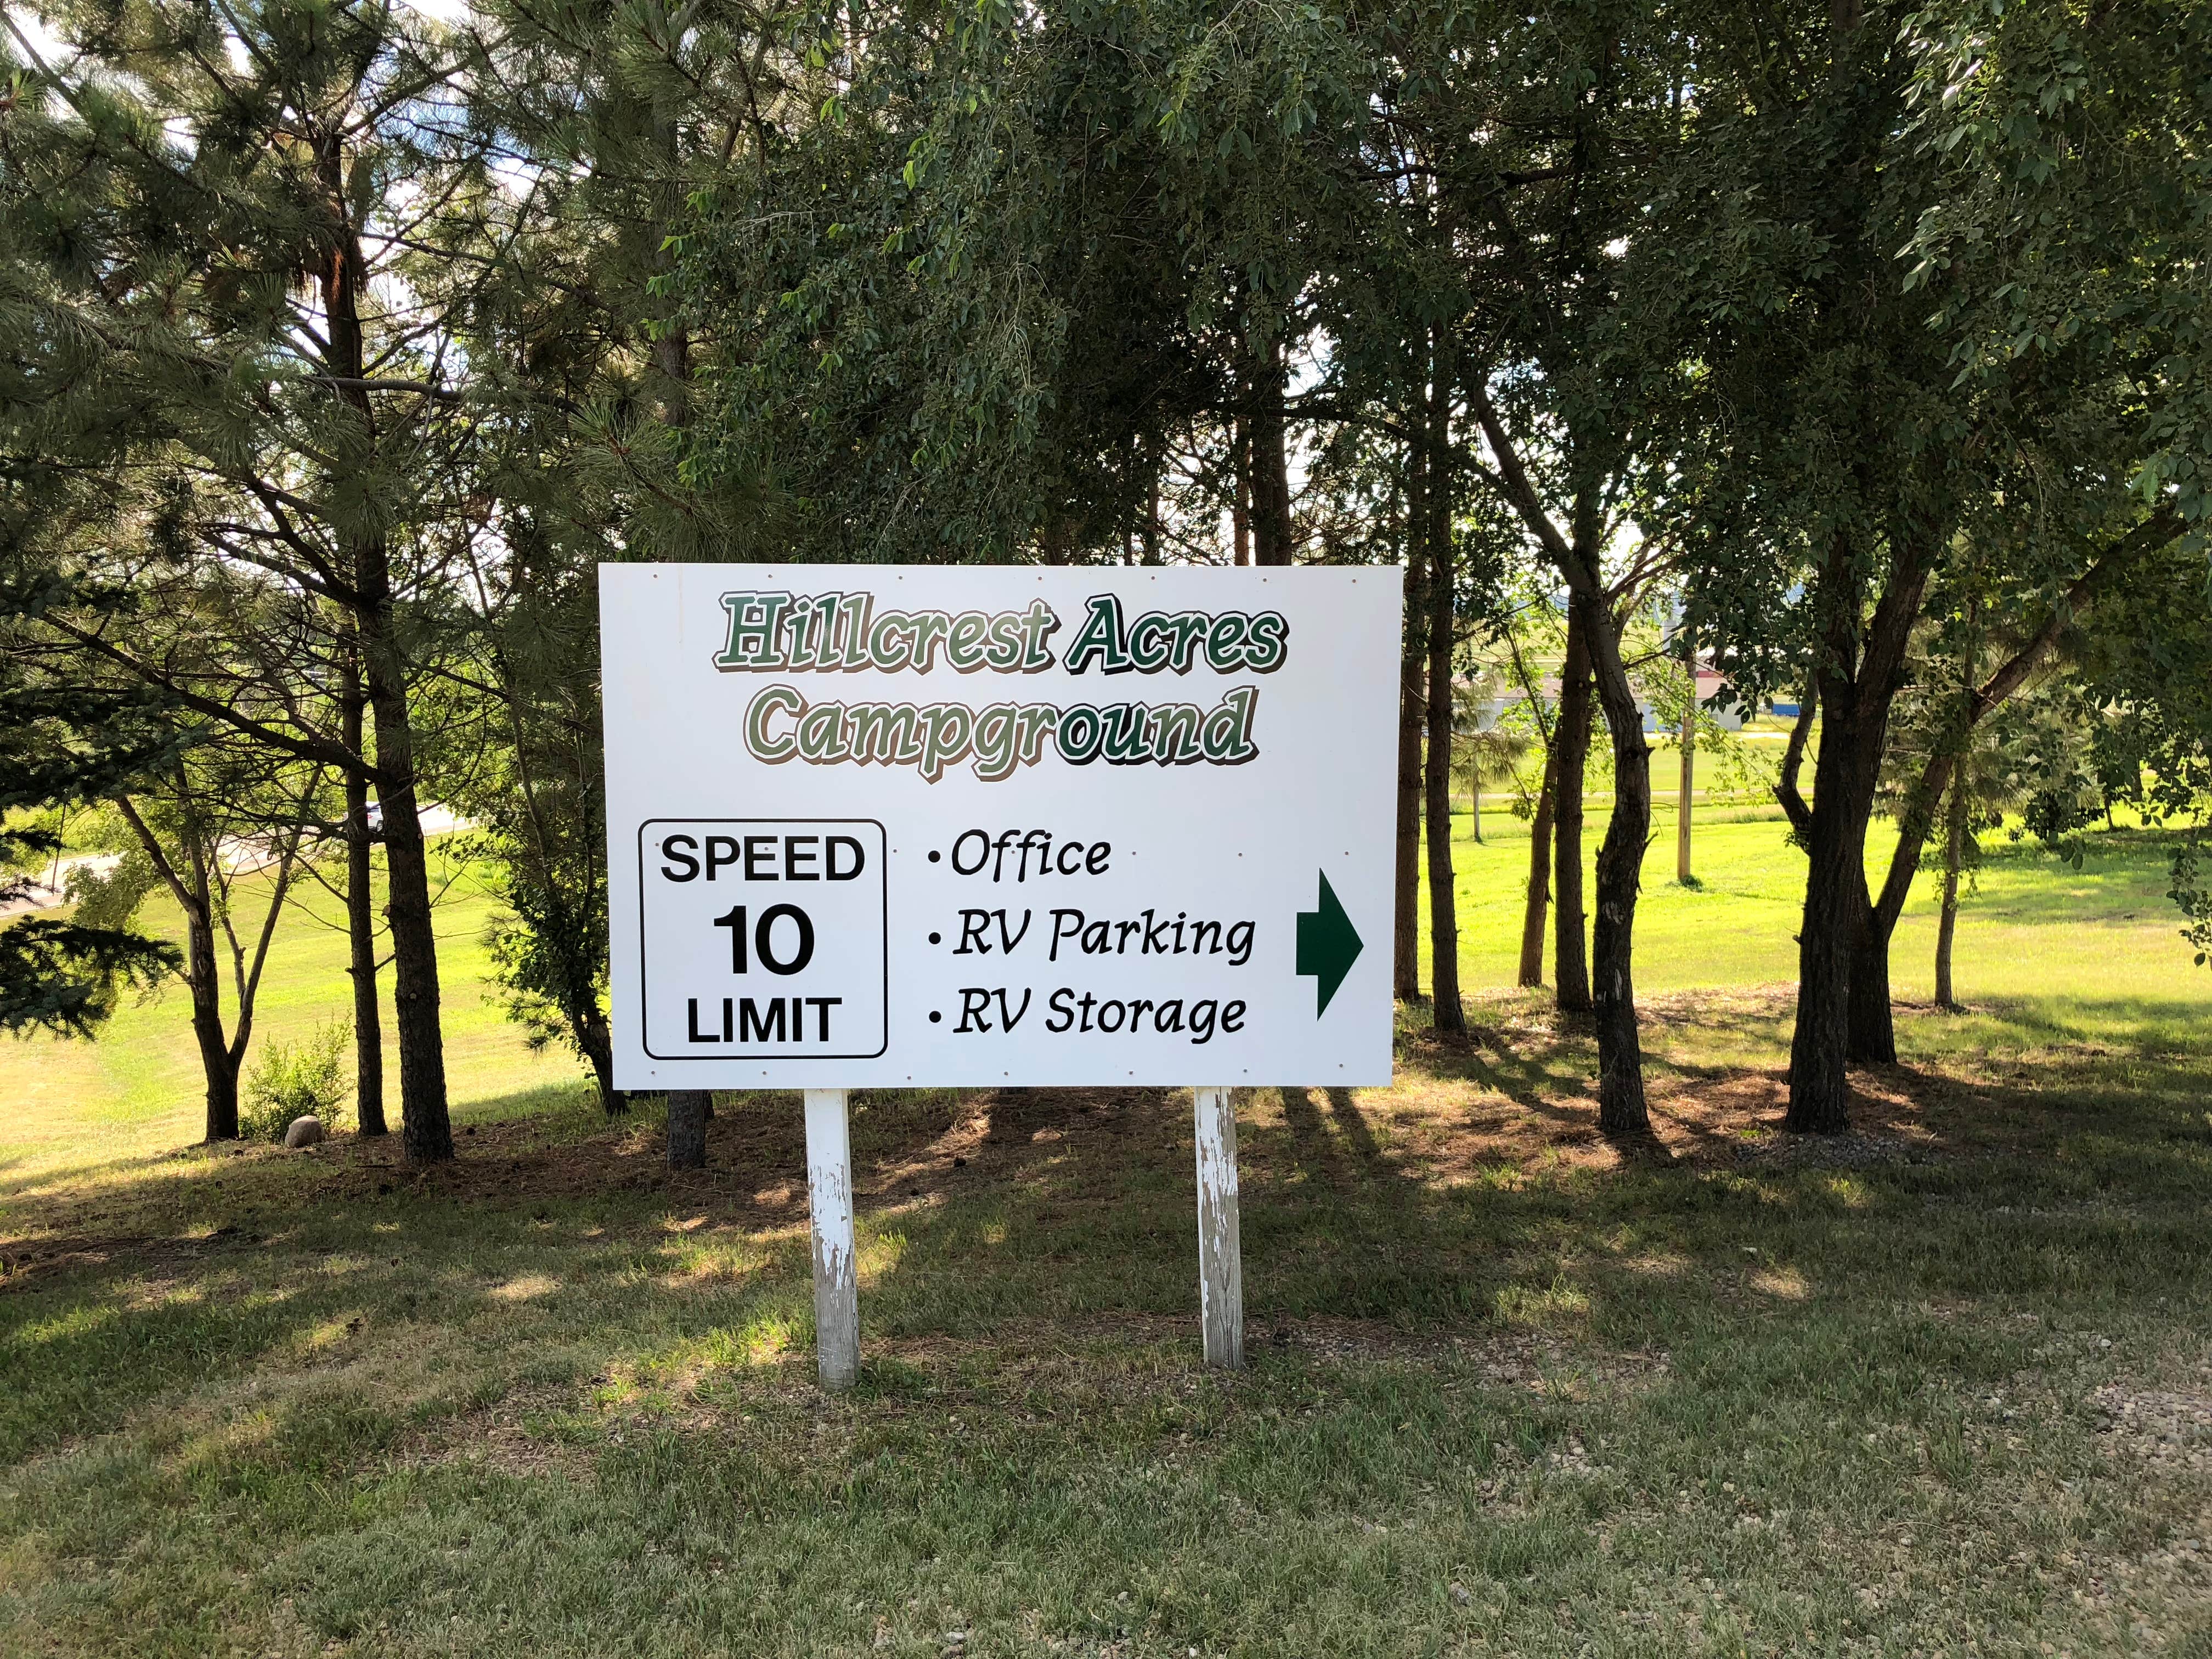 Hillcrest Acres
Campground
SPEED
10
LIMIT
• Office
• RV Parking
• RV Storage